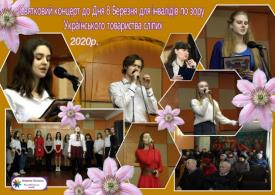 Святковий концерт до Дня 8 Березня для інвалідів по зору
Українського товариства сліпих
2020р.